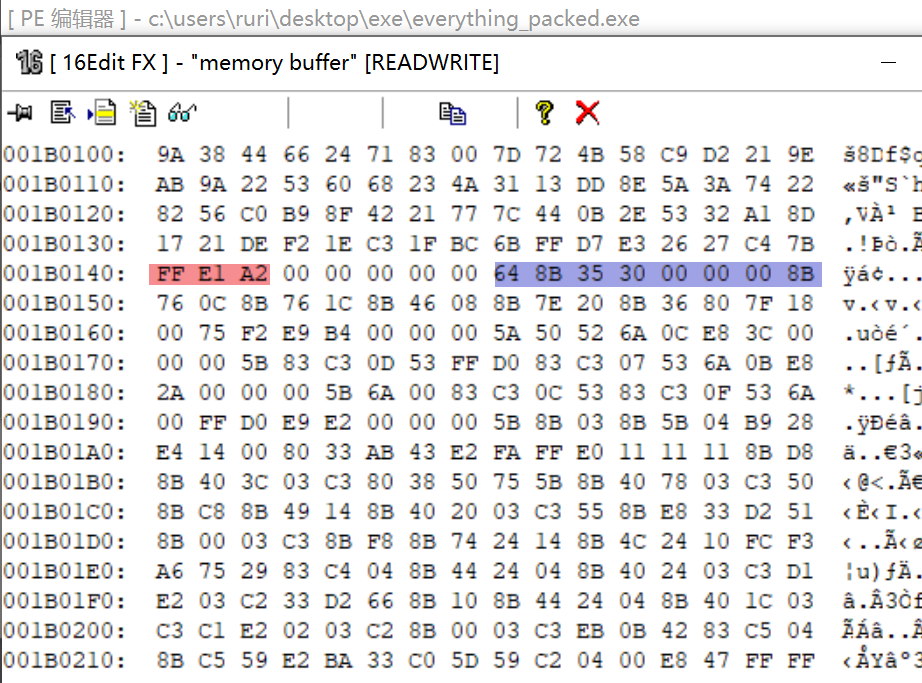 [ PE 编辑器 ] - c:\users\ruri\desktop\exe\everything_packed.exe
[ 16Edit FX ] - "memory buffer" [READWRITE]
001B0100: 9A 38 44 66 24 71 83 00 7D 72 4B 58 C9 D2 21 9E š8Df$q
001B0110: AB 9A 22 53 60 68 23 4A 31 13 DD 8E 5A 3A 74 22 «š"S`h
001B0120: 82 56 C0 B9 8F 42 21 77 7C 44 0B 2E 53 32 A1 8D ‚VÀ¹ B
001B0130: 17 21 DE F2 1E C3 1F BC 6B FF D7 E3 26 27 C4 7B .!Þò.Ã
001B0140: FF E1 A2 00 00 00 00 00 64 8B 35 30 00 00 00 8B ÿá¢...
001B0150: 76 0C 8B 76 1C 8B 46 08 8B 7E 20 8B 36 80 7F 18 v.‹v.‹
001B0160: 00 75 F2 E9 B4 00 00 00 5A 50 52 6A 0C E8 3C 00 .uòé´.
001B0170: 00 00 5B 83 C3 0D 53 FF D0 83 C3 07 53 6A 0B E8 ..[ƒÃ.
001B0180: 2A 00 00 00 5B 6A 00 83 C3 0C 53 83 C3 0F 53 6A *...[j
001B0190: 00 FF D0 E9 E2 00 00 00 5B 8B 03 8B 5B 04 B9 28 .ÿÐéâ.
001B01A0: E4 14 00 80 33 AB 43 E2 FA FF E0 11 11 11 8B D8 ä..€3«
001B01B0: 8B 40 3C 03 C3 80 38 50 75 5B 8B 40 78 03 C3 50 ‹@<.Ã€
001B01C0: 8B C8 8B 49 14 8B 40 20 03 C3 55 8B E8 33 D2 51 ‹È‹I.‹
001B01D0: 8B 00 03 C3 8B F8 8B 74 24 14 8B 4C 24 10 FC F3 ‹..Ã‹ø
001B01E0: A6 75 29 83 C4 04 8B 44 24 04 8B 40 24 03 C3 D1 ¦u)ƒÄ.
001B01F0: E2 03 C2 33 D2 66 8B 10 8B 44 24 04 8B 40 1C 03 â.Â3Òf
001B0200: C3 C1 E2 02 03 C2 8B 00 03 C3 EB 0B 42 83 C5 04 ÃÁâ..Â
001B0210: 8B C5 59 E2 BA 33 C0 5D 59 C2 04 00 E8 47 FF FF ‹ÅYâº3